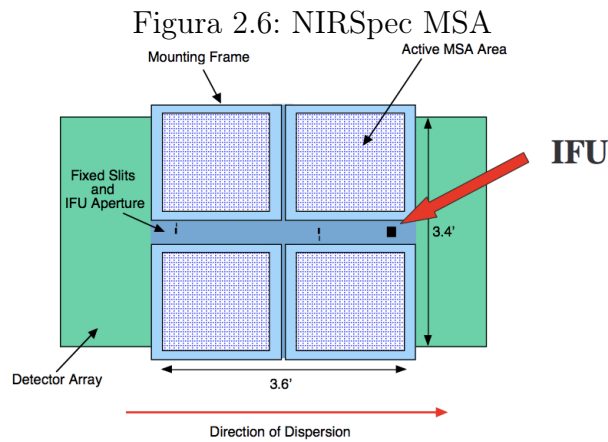 Figura 2.6: NIRSpec MSA
Mounting Frame
Active MSA Area
IFU
Fixed Slits
and
IFU Aperture
3.4'
Detector Array
3.6'
Direction of Dispersion